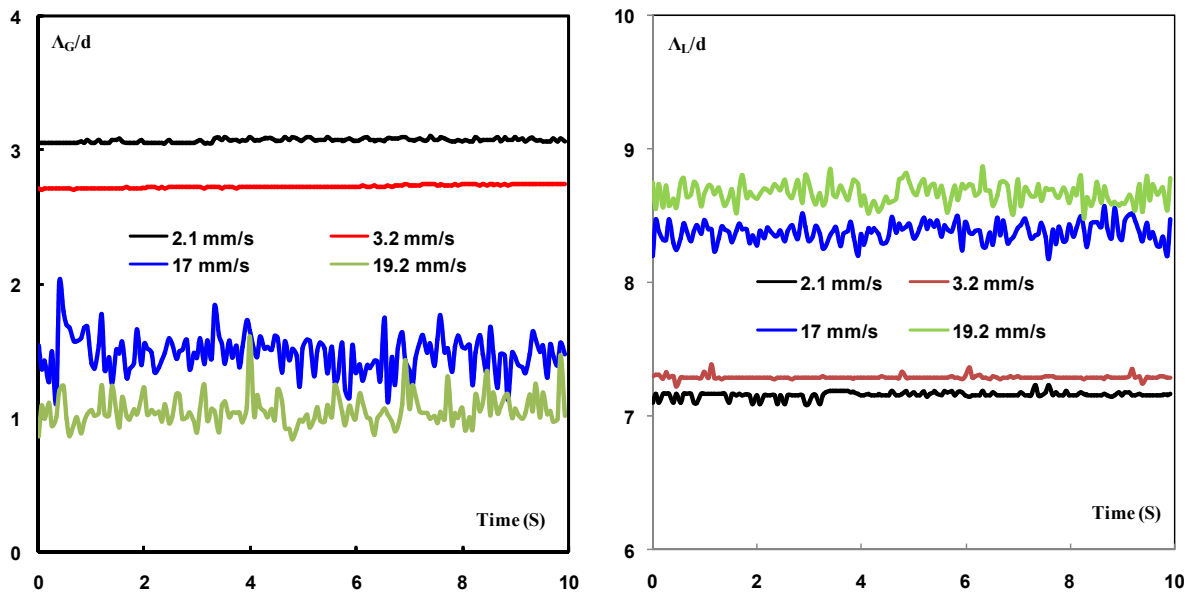 4
Λ_G/d
3
2.1 mm/s 3.2 mm/s
17 mm/s 19.2 mm/s
2
1
Time (S)
0
0 2 4 6 8 10
10
Λ_L/d
9
8
2.1 mm/s 3.2 mm/s
17 mm/s 19.2 mm/s
7
Time (S)
6
0 2 4 6 8 10